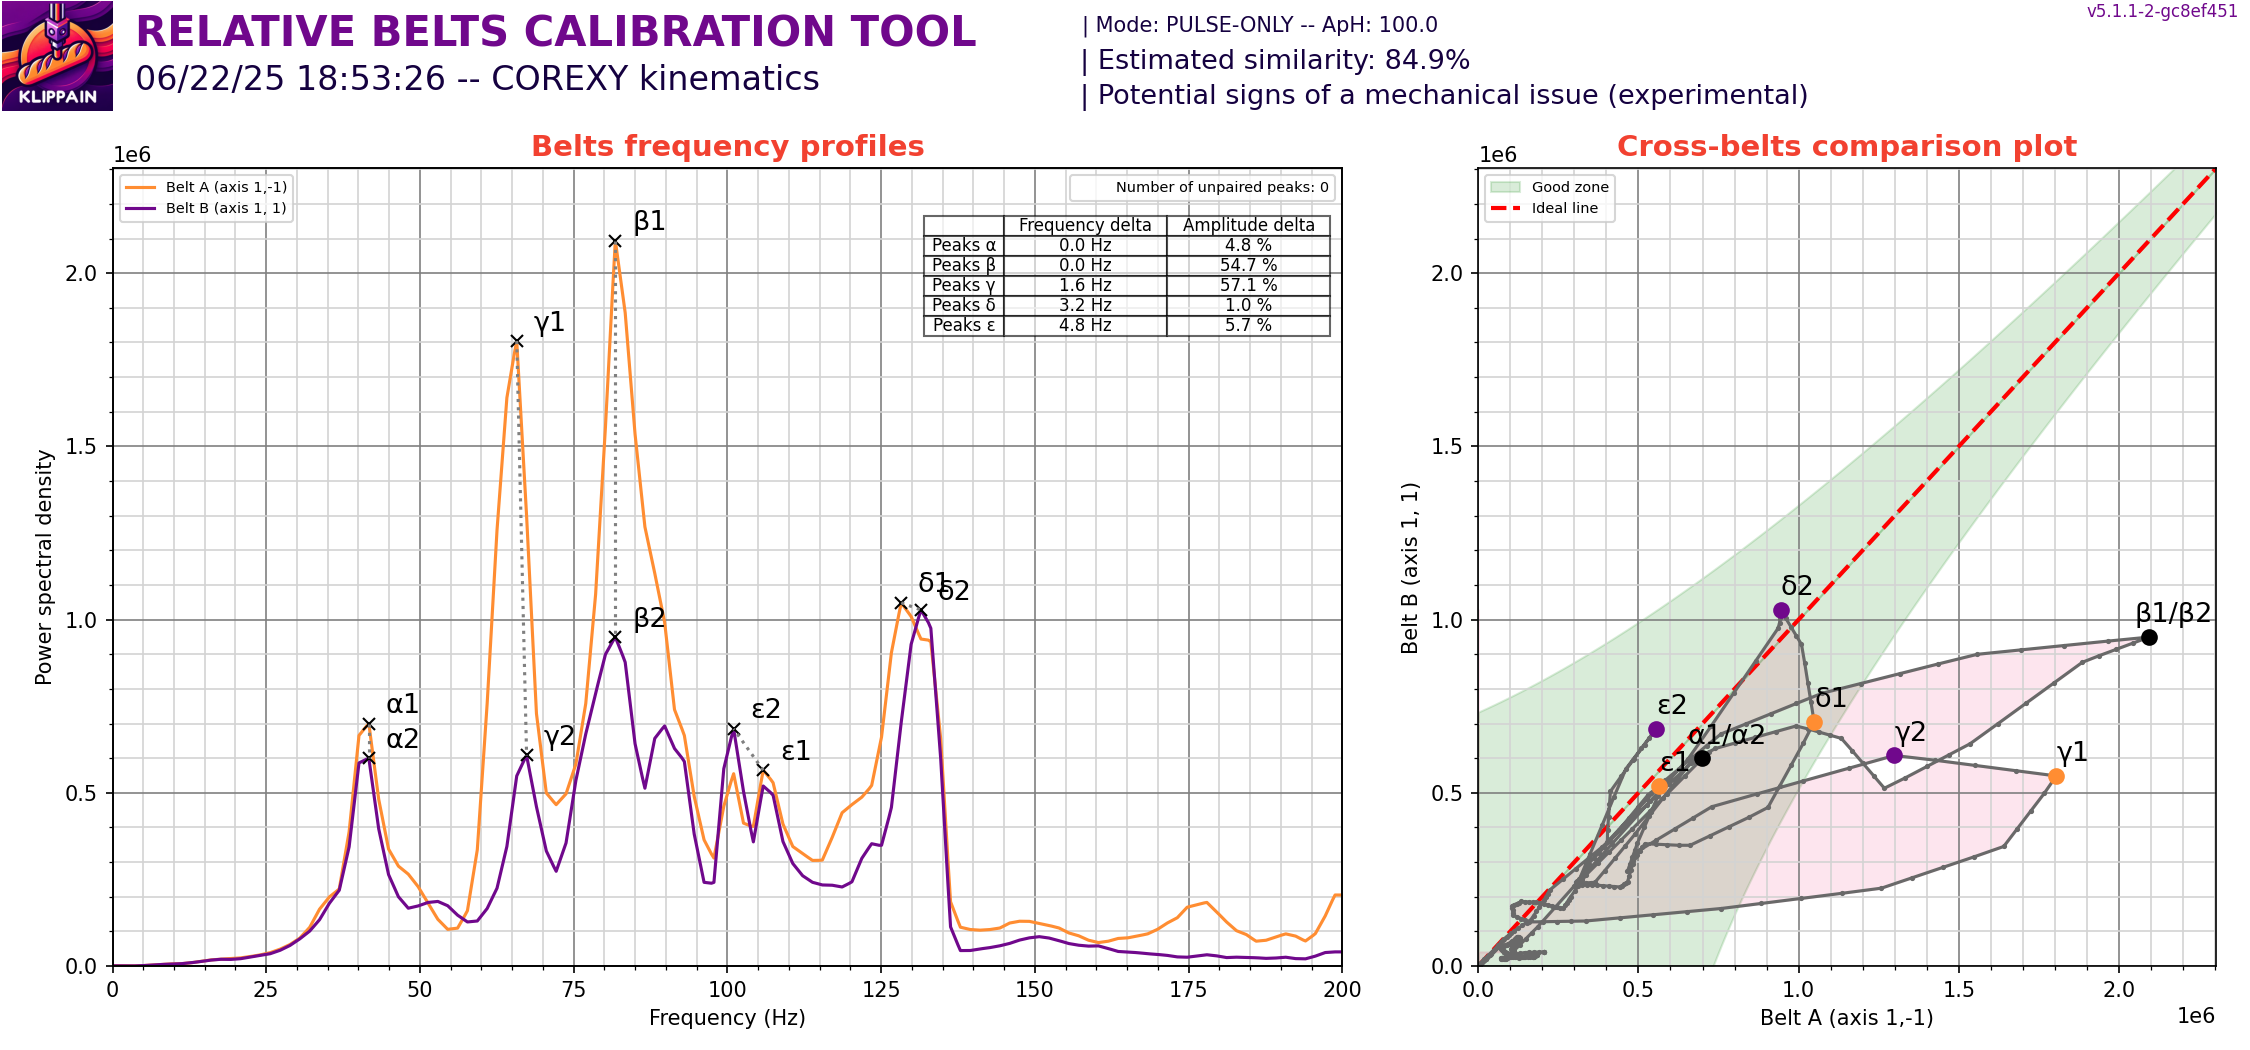 KLIPPAIN
RELATIVE BELTS CALIBRATION TOOL
06/22/25 18:53:26 -- COREXY kinematics
| Mode: PULSE-ONLY -- ApH: 100.0
| Estimated similarity: 84.9%
| Potential signs of a mechanical issue (experimental)
v5.1.1-2-gc8ef451
Belts frequency profiles
1e6
Belt A (axis 1,-1)
Belt B (axis 1, 1)
Number of unpaired peaks: 0
Frequency delta Amplitude delta
Peaks α 0.0 Hz 4.8 %
Peaks β 0.0 Hz 54.7 %
Peaks γ 1.6 Hz 57.1 %
Peaks δ 3.2 Hz 1.0 %
Peaks ε 4.8 Hz 5.7 %
β1
γ1
δ1
δ2
β2
α1
α2
γ2
ε2
ε1
2.0
1.5
1.0
0.5
0.0
Power spectral density
0 25 50 75 100 125 150 175 200
Frequency (Hz)
Cross-belts comparison plot
1e6
Good zone
Ideal line
δ2
β1/β2
δ1
ε2
α1/α2
γ2
ε1
γ1
2.0
1.5
1.0
0.5
0.0
Belt B (axis 1, 1)
0.0 0.5 1.0 1.5 2.0
Belt A (axis 1,-1)
1e6